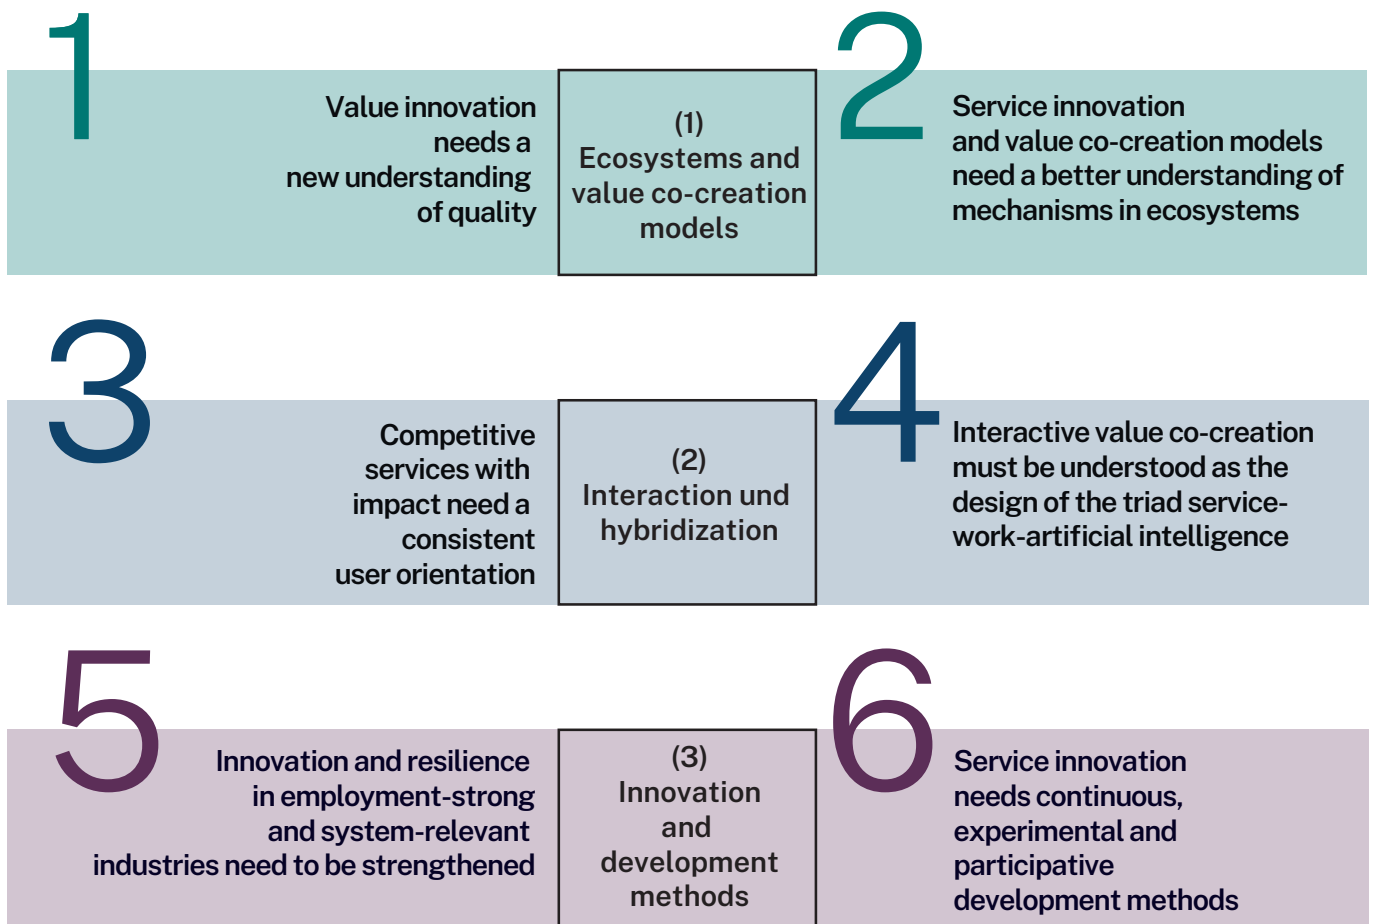 1
Value innovation
needs a
new understanding
of quality
(1)
Ecosystems and
value co-creation
models
2
Service innovation
and value co-creation models
need a better understanding of
mechanisms in ecosystems
3
Competitive
services with
impact need a
consistent
user orientation
(2)
Interaction und
hybridization
4
Interactive value co-creation
must be understood as the
design of the triad service-
work-artificial intelligence
5
Innovation and resilience
in employment-strong
and system-relevant
industries need to be strengthened
(3)
Innovation
and
development
methods
6
Service innovation
needs continuous,
experimental and
participative
development methods